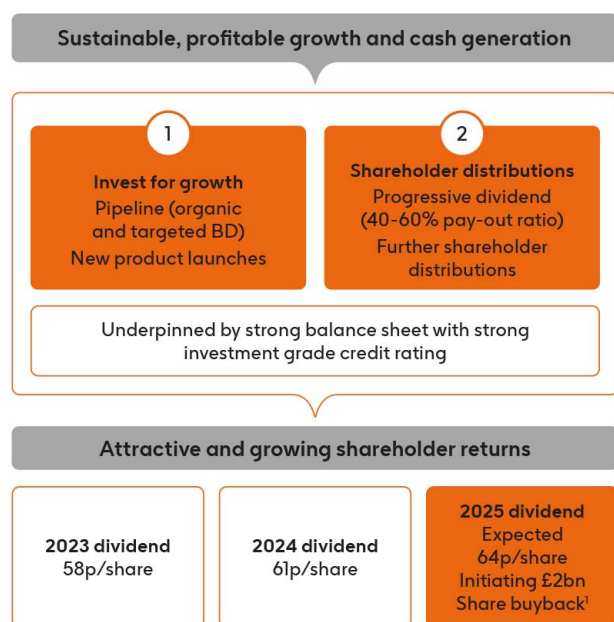 Sustainable, profitable growth and cash generation
1
Invest for growth
Pipeline (organic
and targeted BD)
New product launches
2
Shareholder distributions
Progressive dividend
(40-60% pay-out ratio)
Further shareholder
distributions
Underpinned by strong balance sheet with strong
investment grade credit rating
Attractive and growing shareholder returns
2023 dividend
58p/share
2024 dividend
61p/share
2025 dividend
Expected
64p/share
Initiating £2bn
Share buyback¹